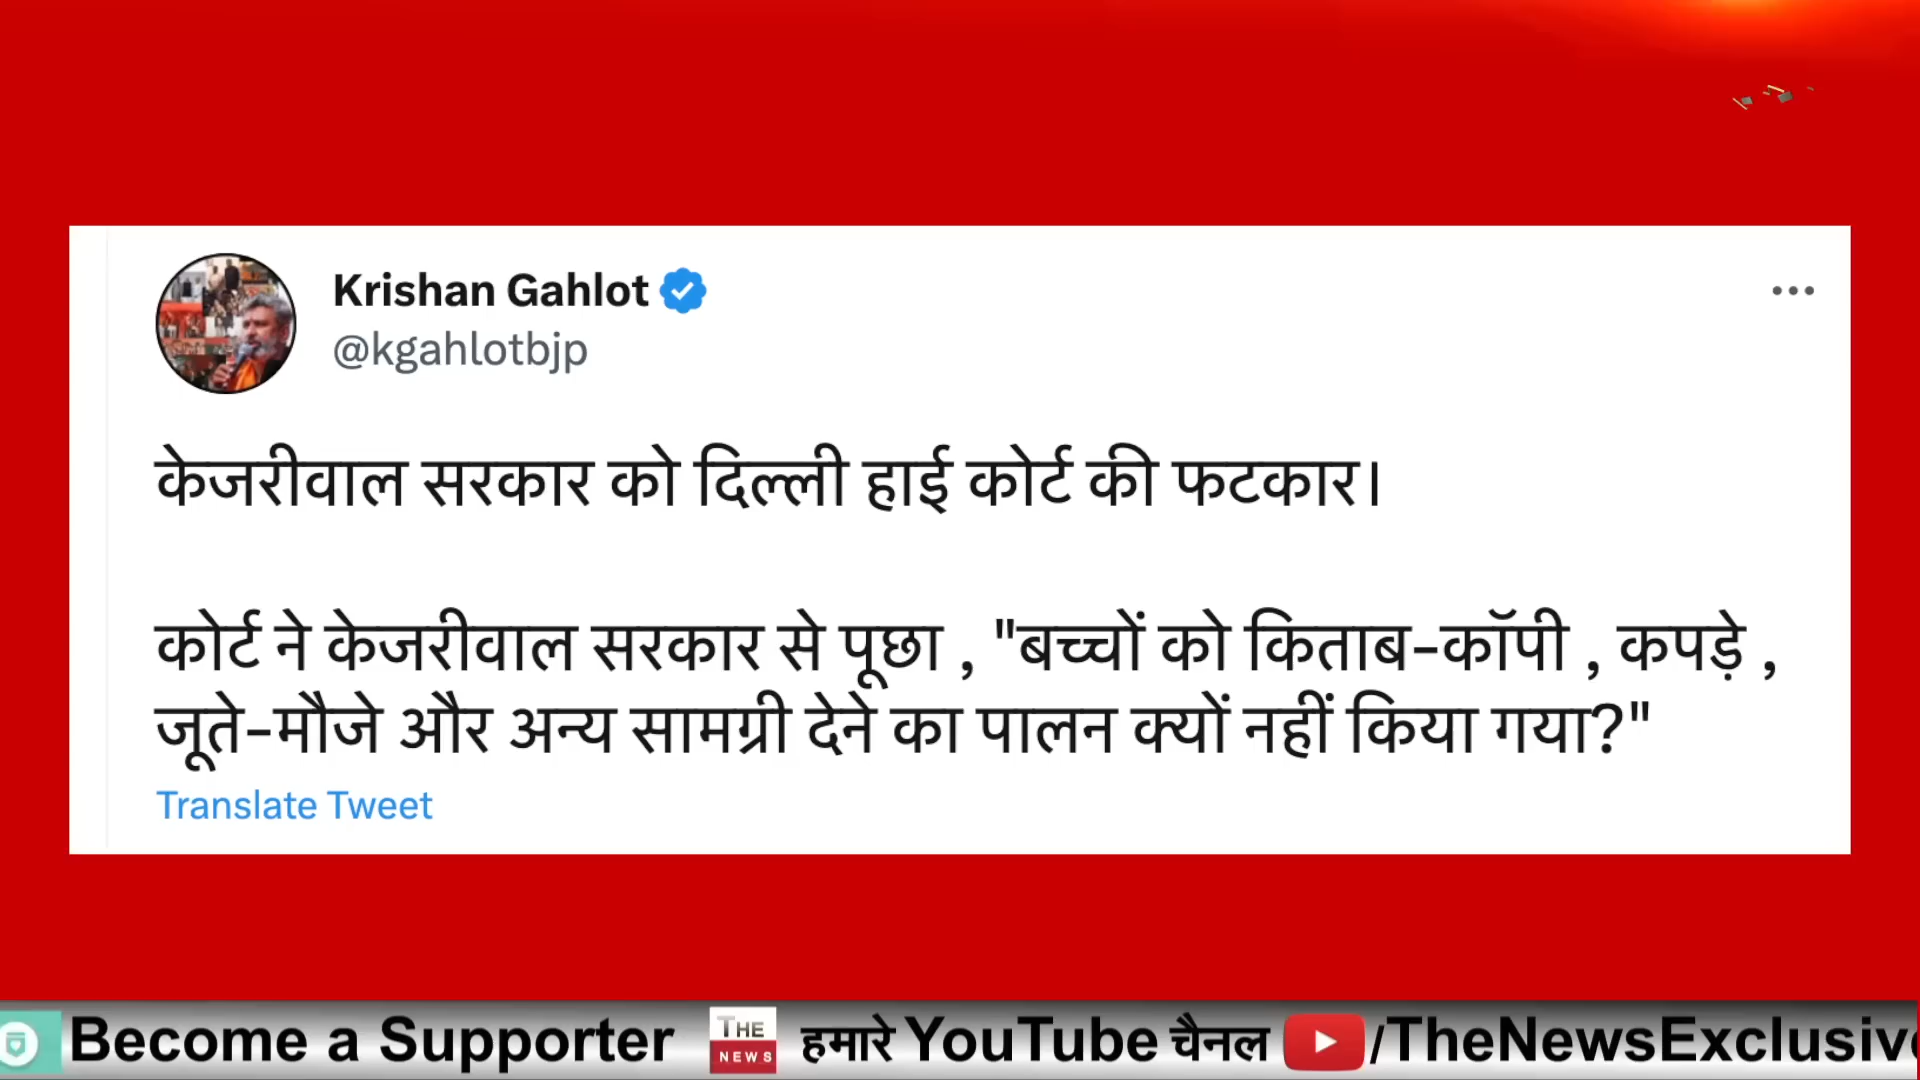 Krishan Gahlot
@kgahlotbjp
केजरीवाल सरकार को दिल्ली हाई कोर्ट की फटकार।
कोर्ट ने केजरीवाल सरकार से पूछा , "बच्चों को किताब-कॉपी , कपड़े ,
जूते-मौजे और अन्य सामग्री देने का पालन क्यों नहीं किया गया?"
Translate Tweet
Become a Supporter THE NEWS हमारे YouTube चैनल /TheNewsExclusive